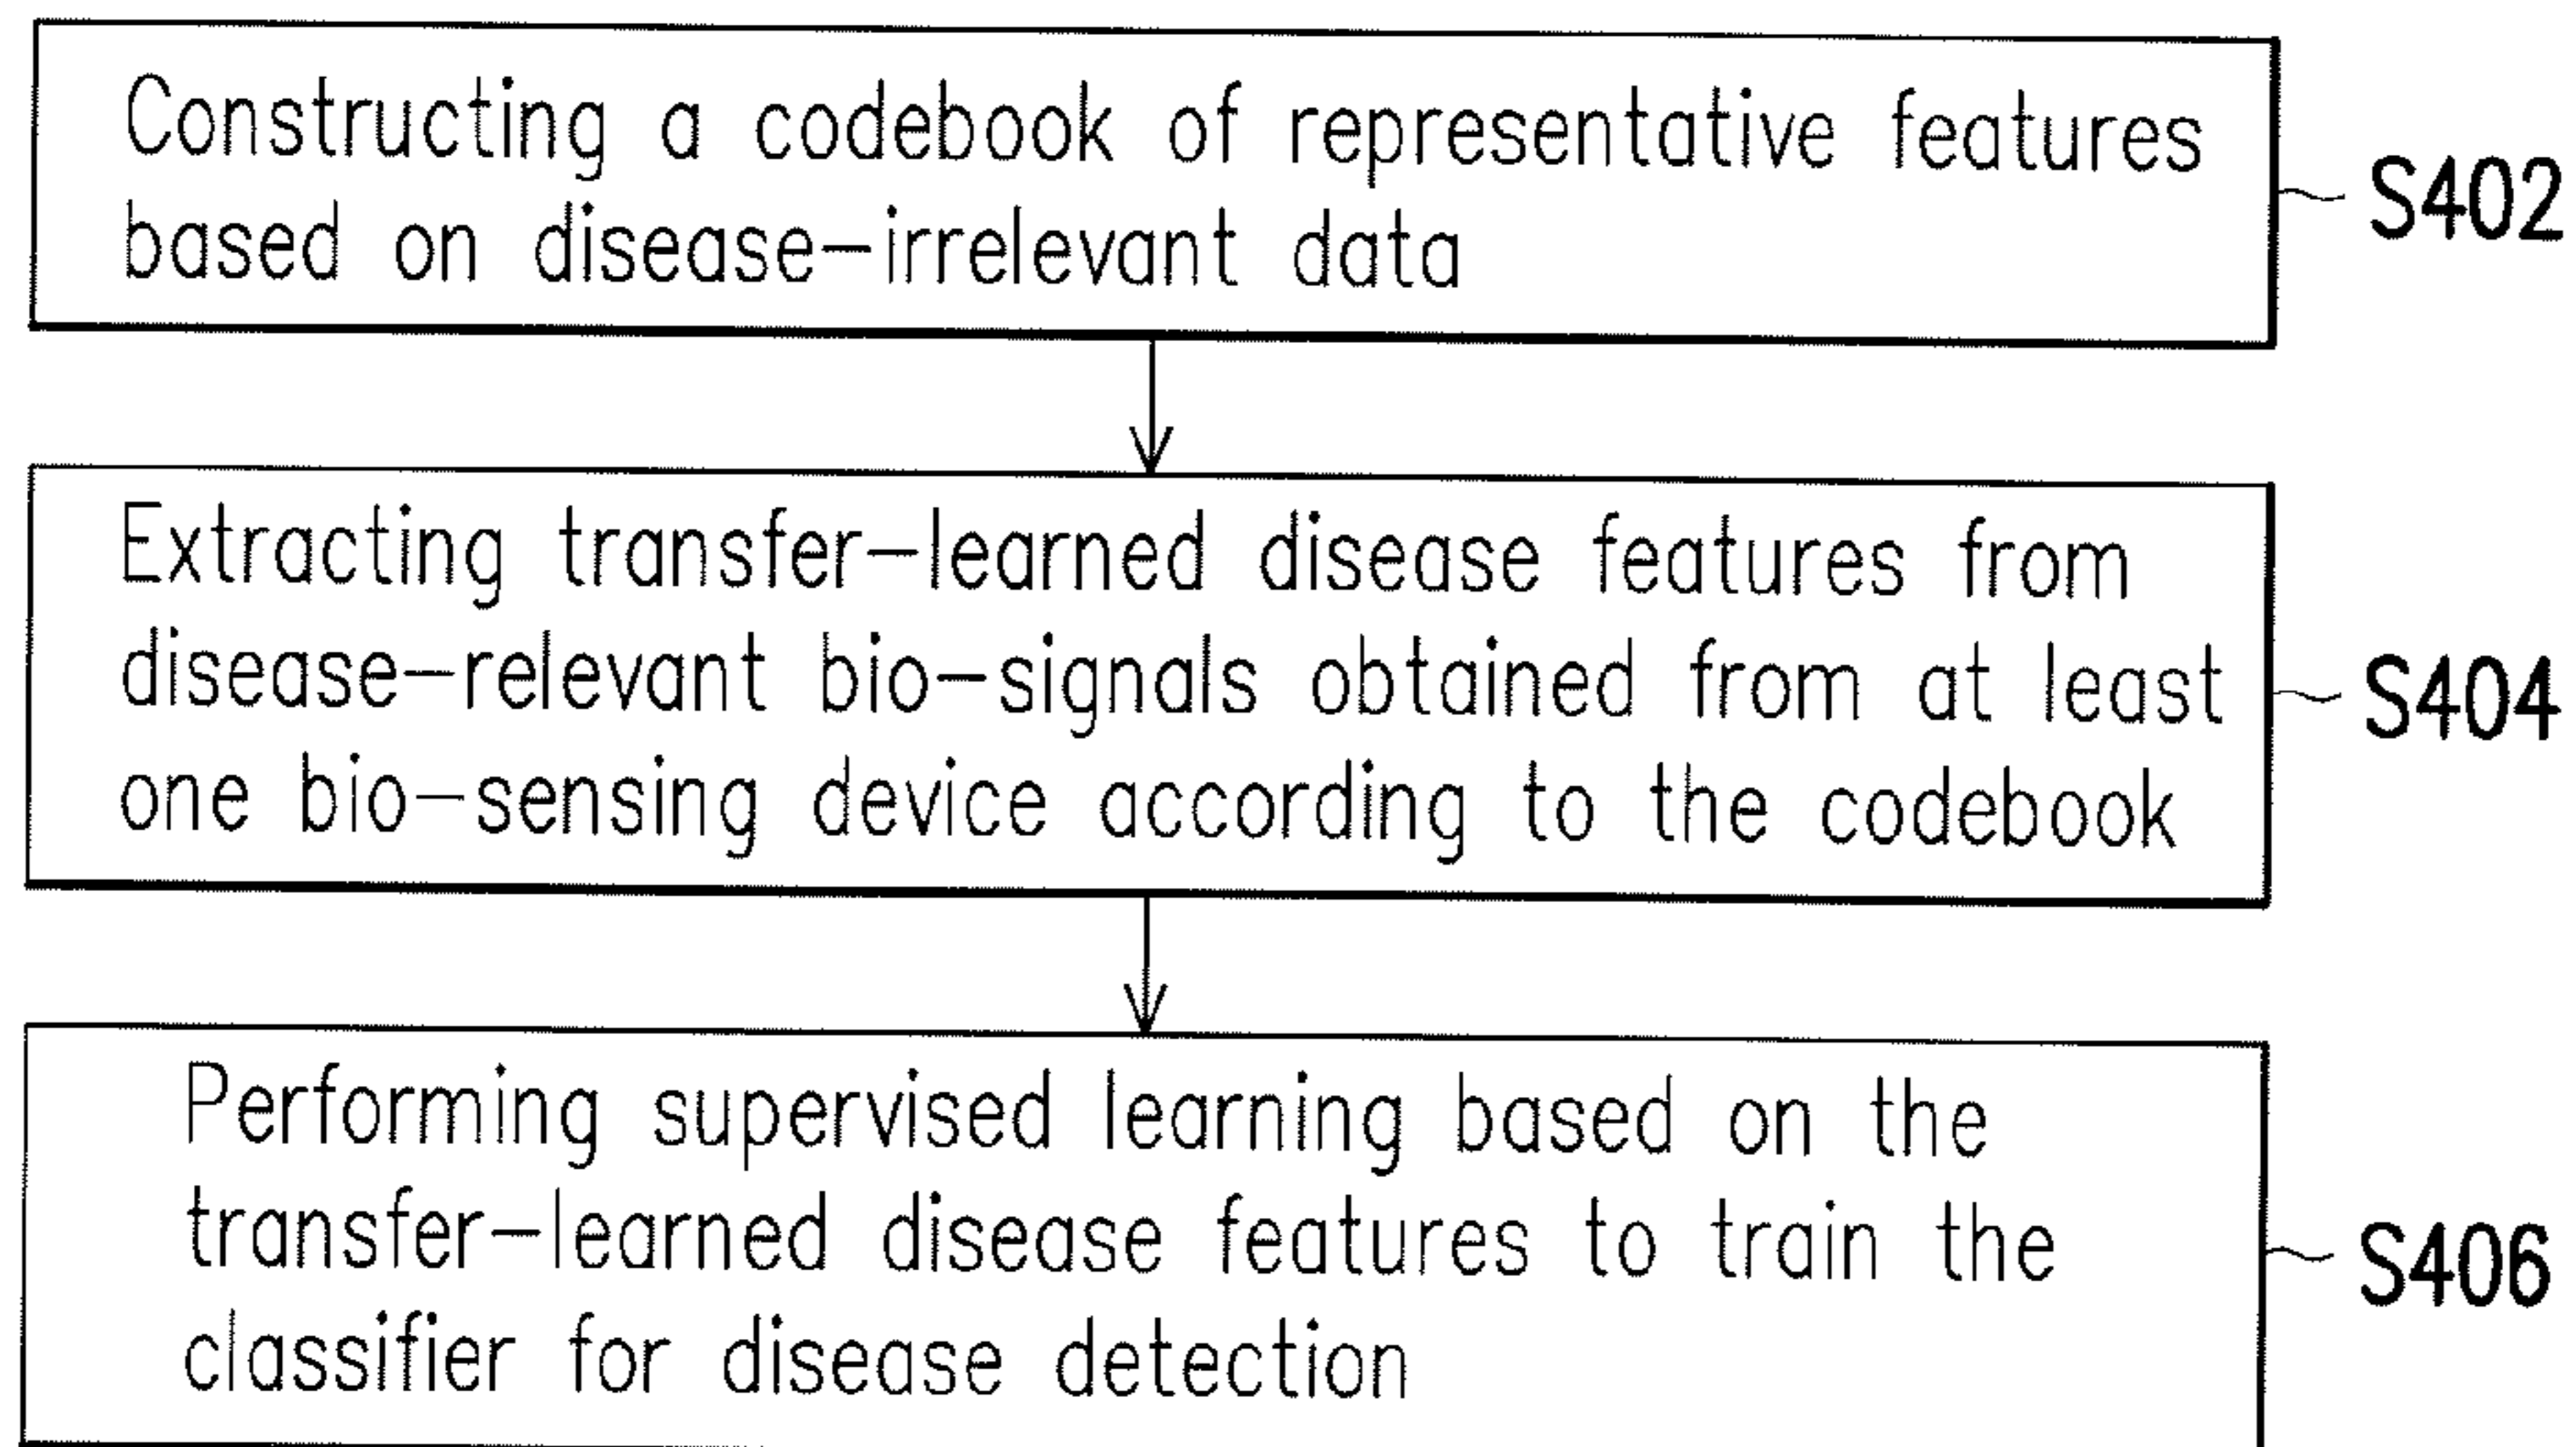 Constructing a codebook of representative features
based on disease-irrelevant data
S402
Extracting transfer-learned disease features from
disease-relevant bio-signals obtained from at least
one bio-sensing device according to the codebook
S404
Performing supervised learning based on the
transfer-learned disease features to train the
classifier for disease detection
S406